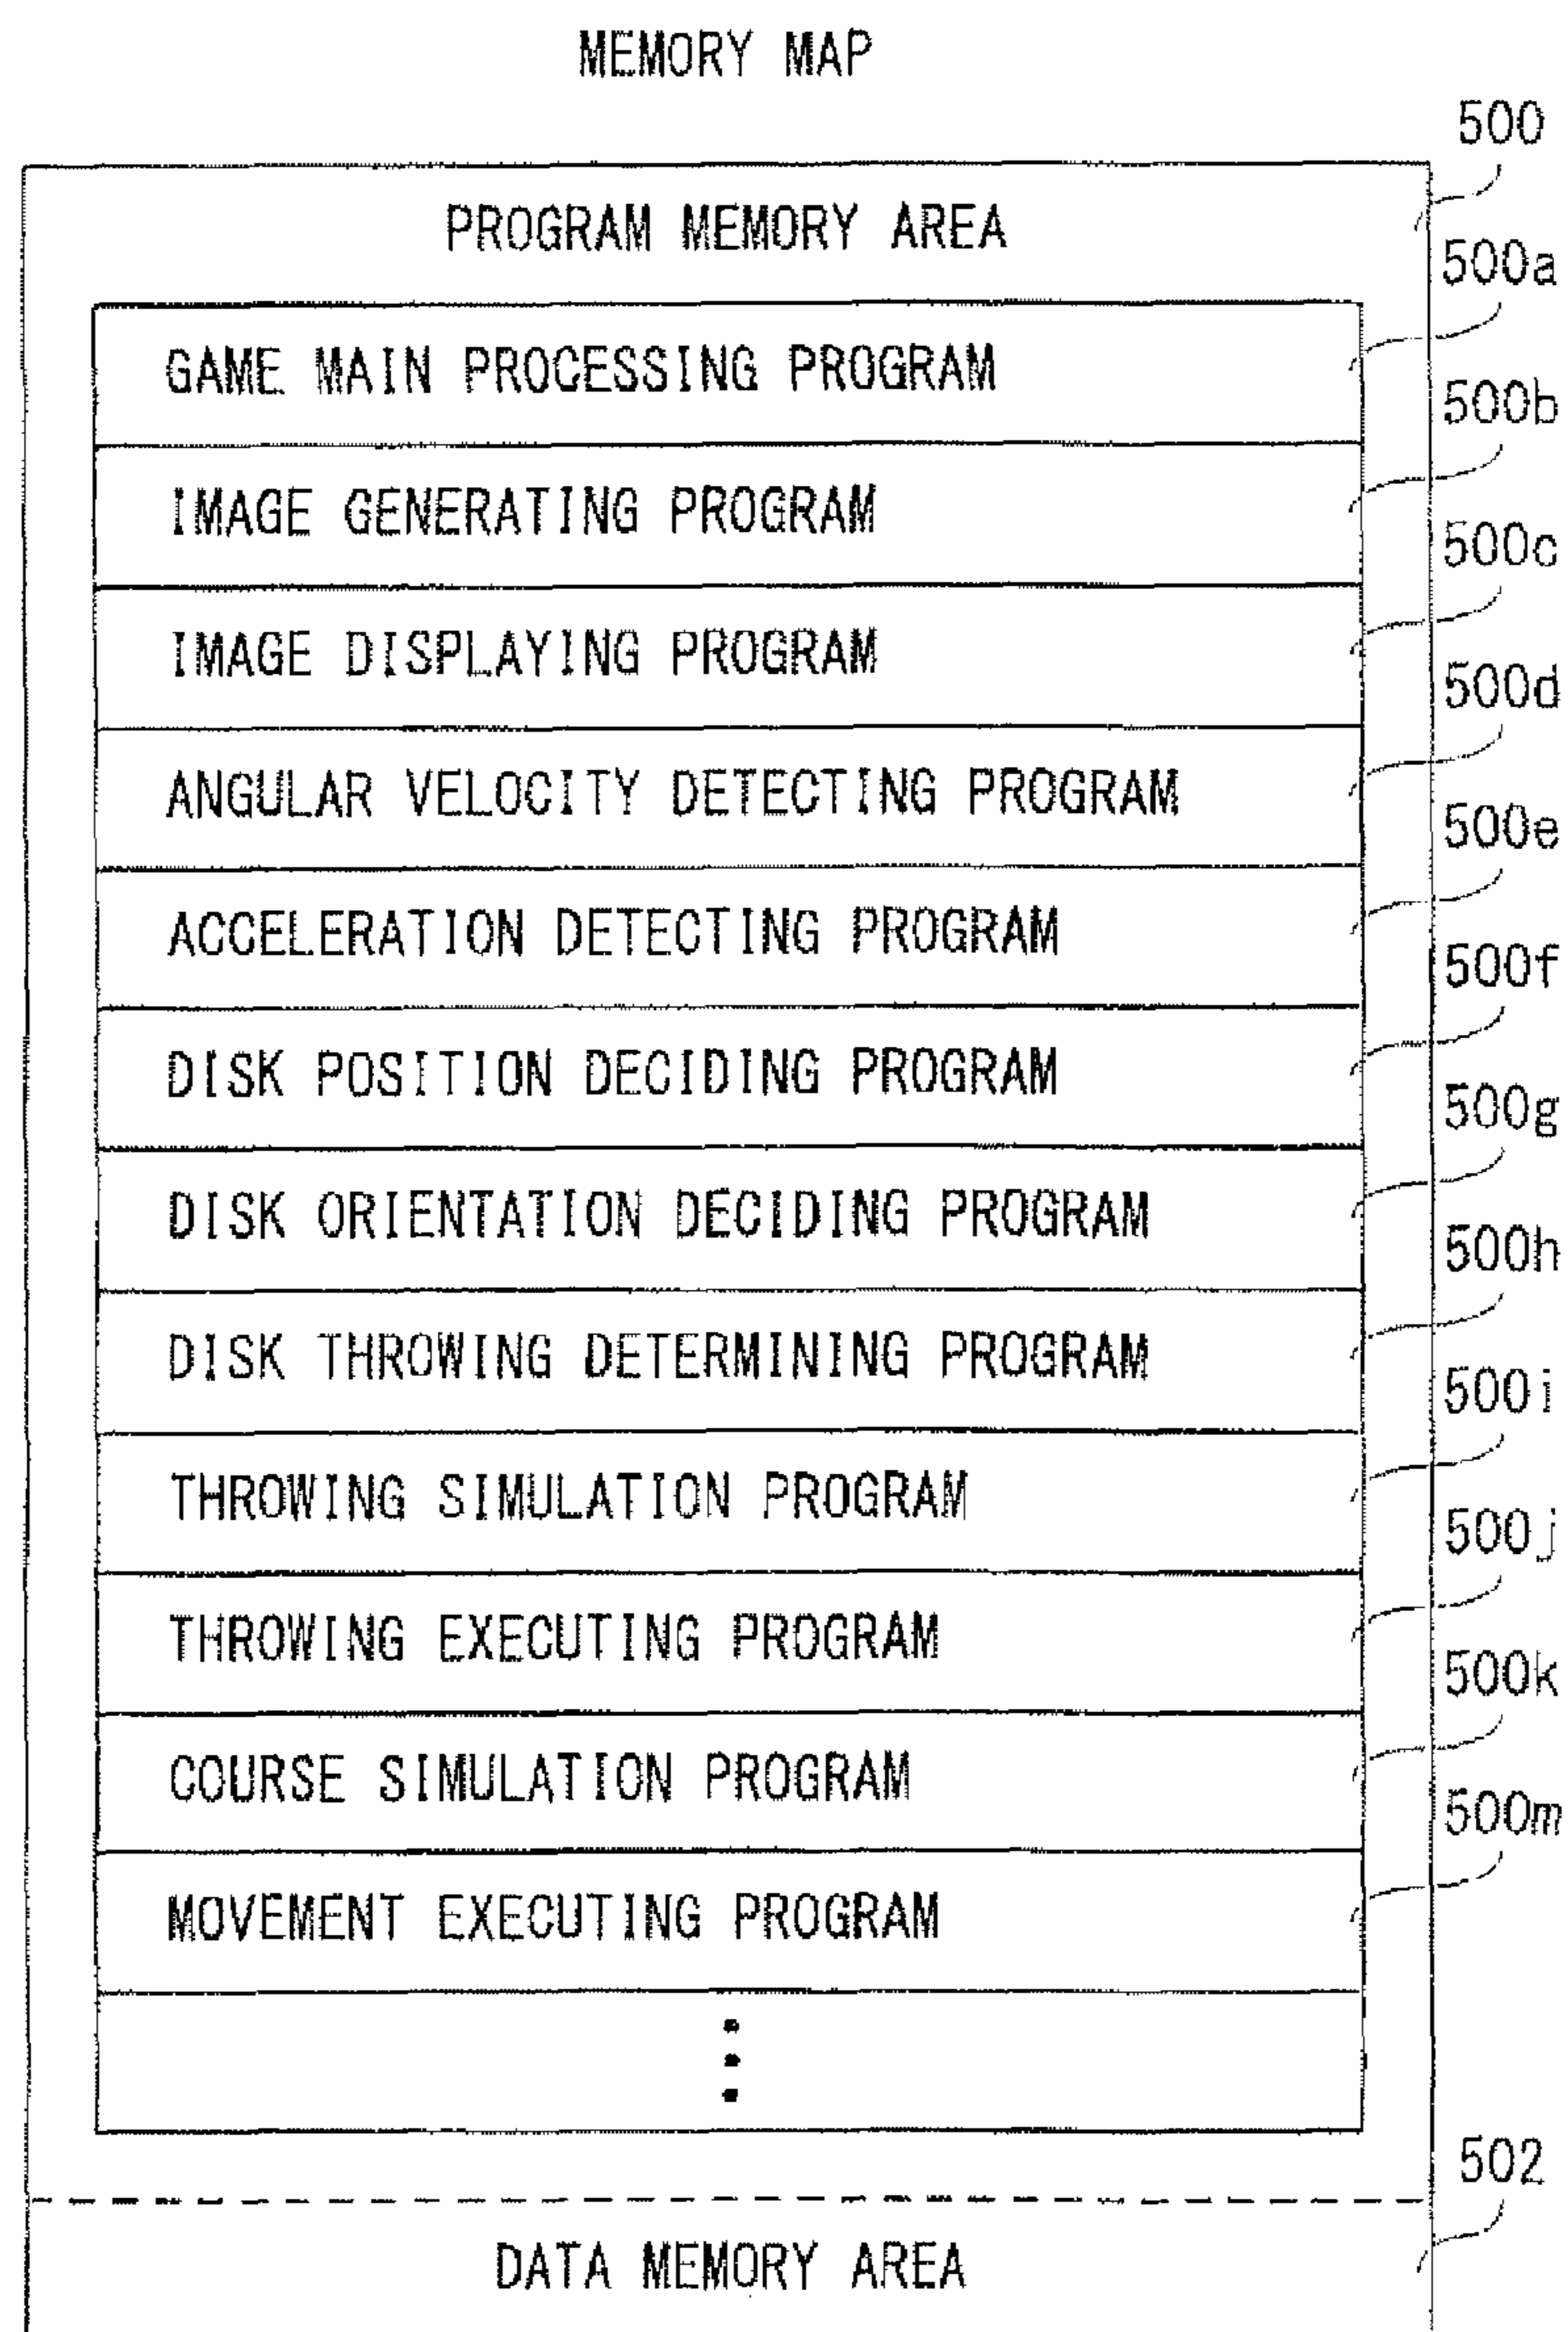 MEMORY MAP
500
PROGRAM MEMORY AREA
500a
GAME MAIN PROCESSING PROGRAM
500b
IMAGE GENERATING PROGRAM
500c
IMAGE DISPLAYING PROGRAM
500d
ANGULAR VELOCITY DETECTING PROGRAM
500e
ACCELERATION DETECTING PROGRAM
500f
DISK POSITION DECIDING PROGRAM
500g
DISK ORIENTATION DECIDING PROGRAM
500h
DISK THROWING DETERMINING PROGRAM
500i
THROWING SIMULATION PROGRAM
500j
THROWING EXECUTING PROGRAM
500k
COURSE SIMULATION PROGRAM
500m
MOVEMENT EXECUTING PROGRAM
502
DATA MEMORY AREA